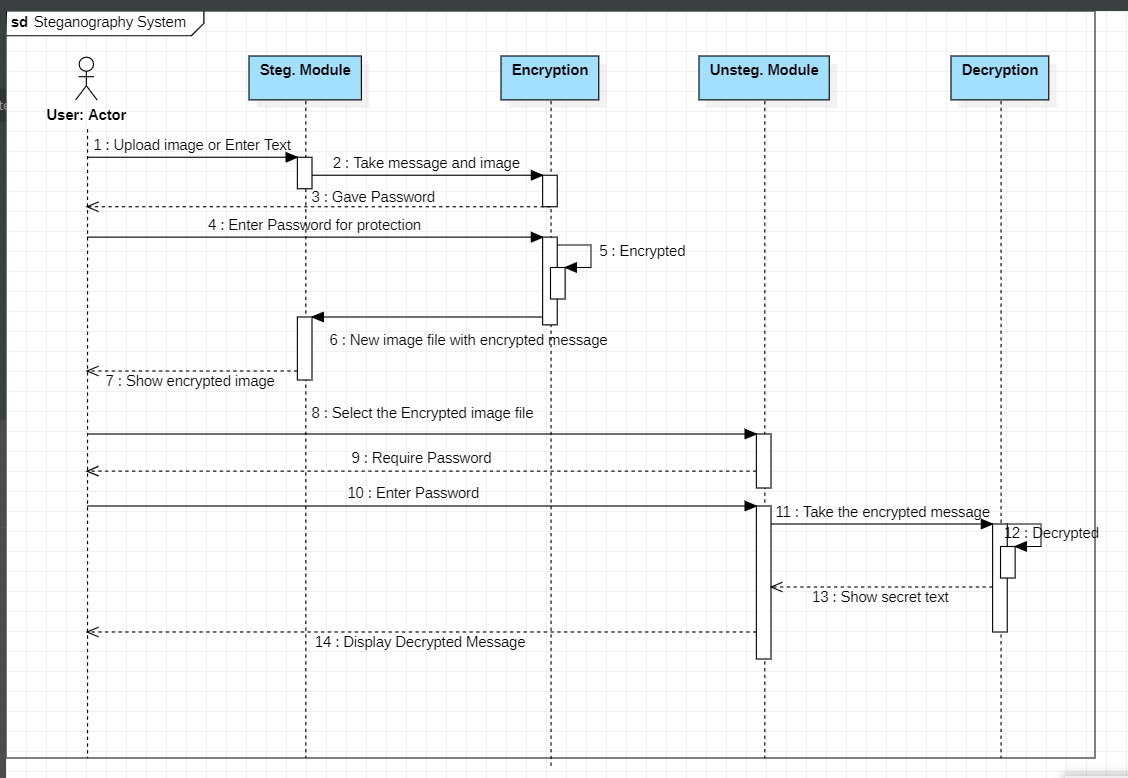 sd Steganography System
Steg. Module
Encryption
Unsteg. Module
Decryption
User: Actor
1 : Upload image or Enter Text
2 : Take message and image
3 : Gave Password
4 : Enter Password for protection
5 : Encrypted
6 : New image file with encrypted message
7 : Show encrypted image
8 : Select the Encrypted image file
9 : Require Password
10 : Enter Password
11 : Take the encrypted message
12 : Decrypted
13 : Show secret text
14 : Display Decrypted Message